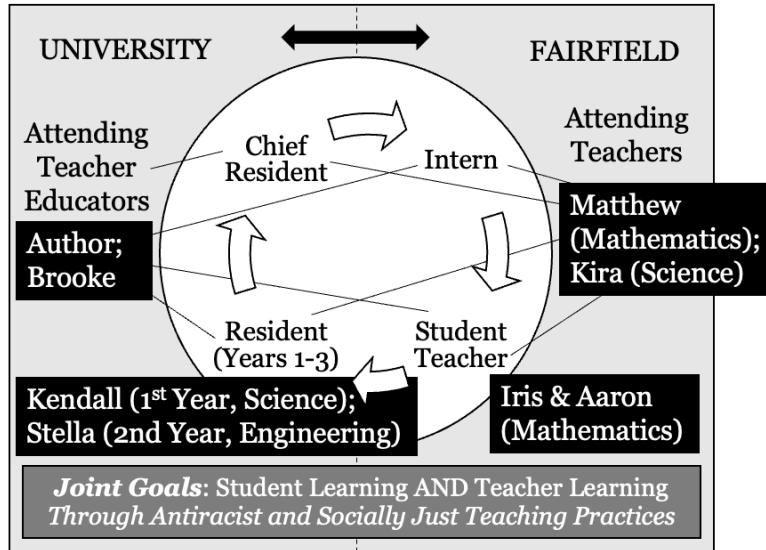 UNIVERSITY
FAIRFIELD
Attending
Teacher
Educators
Author;
Brooke
Chief
Resident
Intern
Attending
Teachers
Matthew
(Mathematics);
Kira (Science)
Resident
(Years 1-3)
Student
Teacher
Kendall (1st Year, Science);
Stella (2nd Year, Engineering)
Iris & Aaron
(Mathematics)
Joint Goals: Student Learning AND Teacher Learning
Through Antiracist and Socially Just Teaching Practices